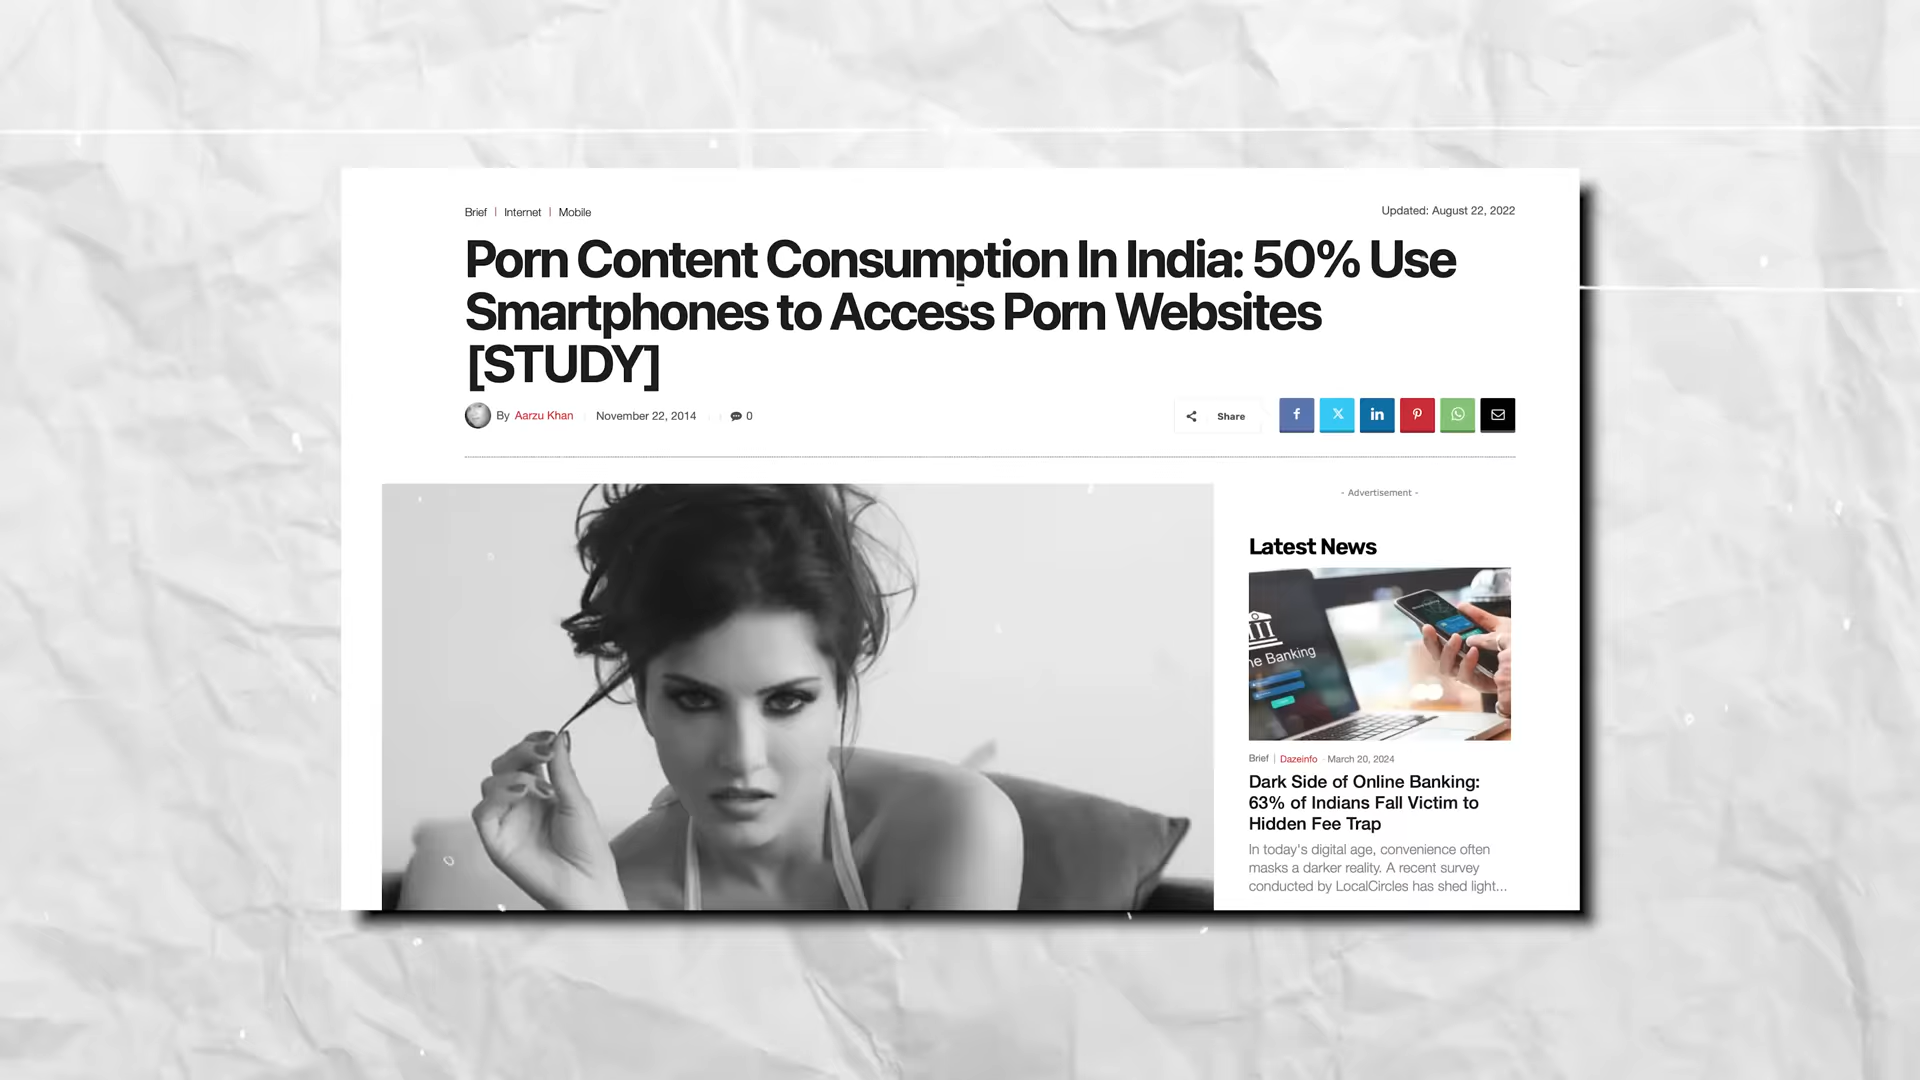 Brief | Internet | Mobile
Updated: August 22, 2022
Porn Content Consumption In India: 50% Use
Smartphones to Access Porn Websites
[STUDY]
By Aarzu Khan
November 22, 2014
0
Share
- Advertisement -
Latest News
ne Banking
Brief | Dazeinfo - March 20, 2024
Dark Side of Online Banking:
63% of Indians Fall Victim to
Hidden Fee Trap
In today's digital age, convenience often
masks a darker reality. A recent survey
conducted by LocalCircles has shed light...